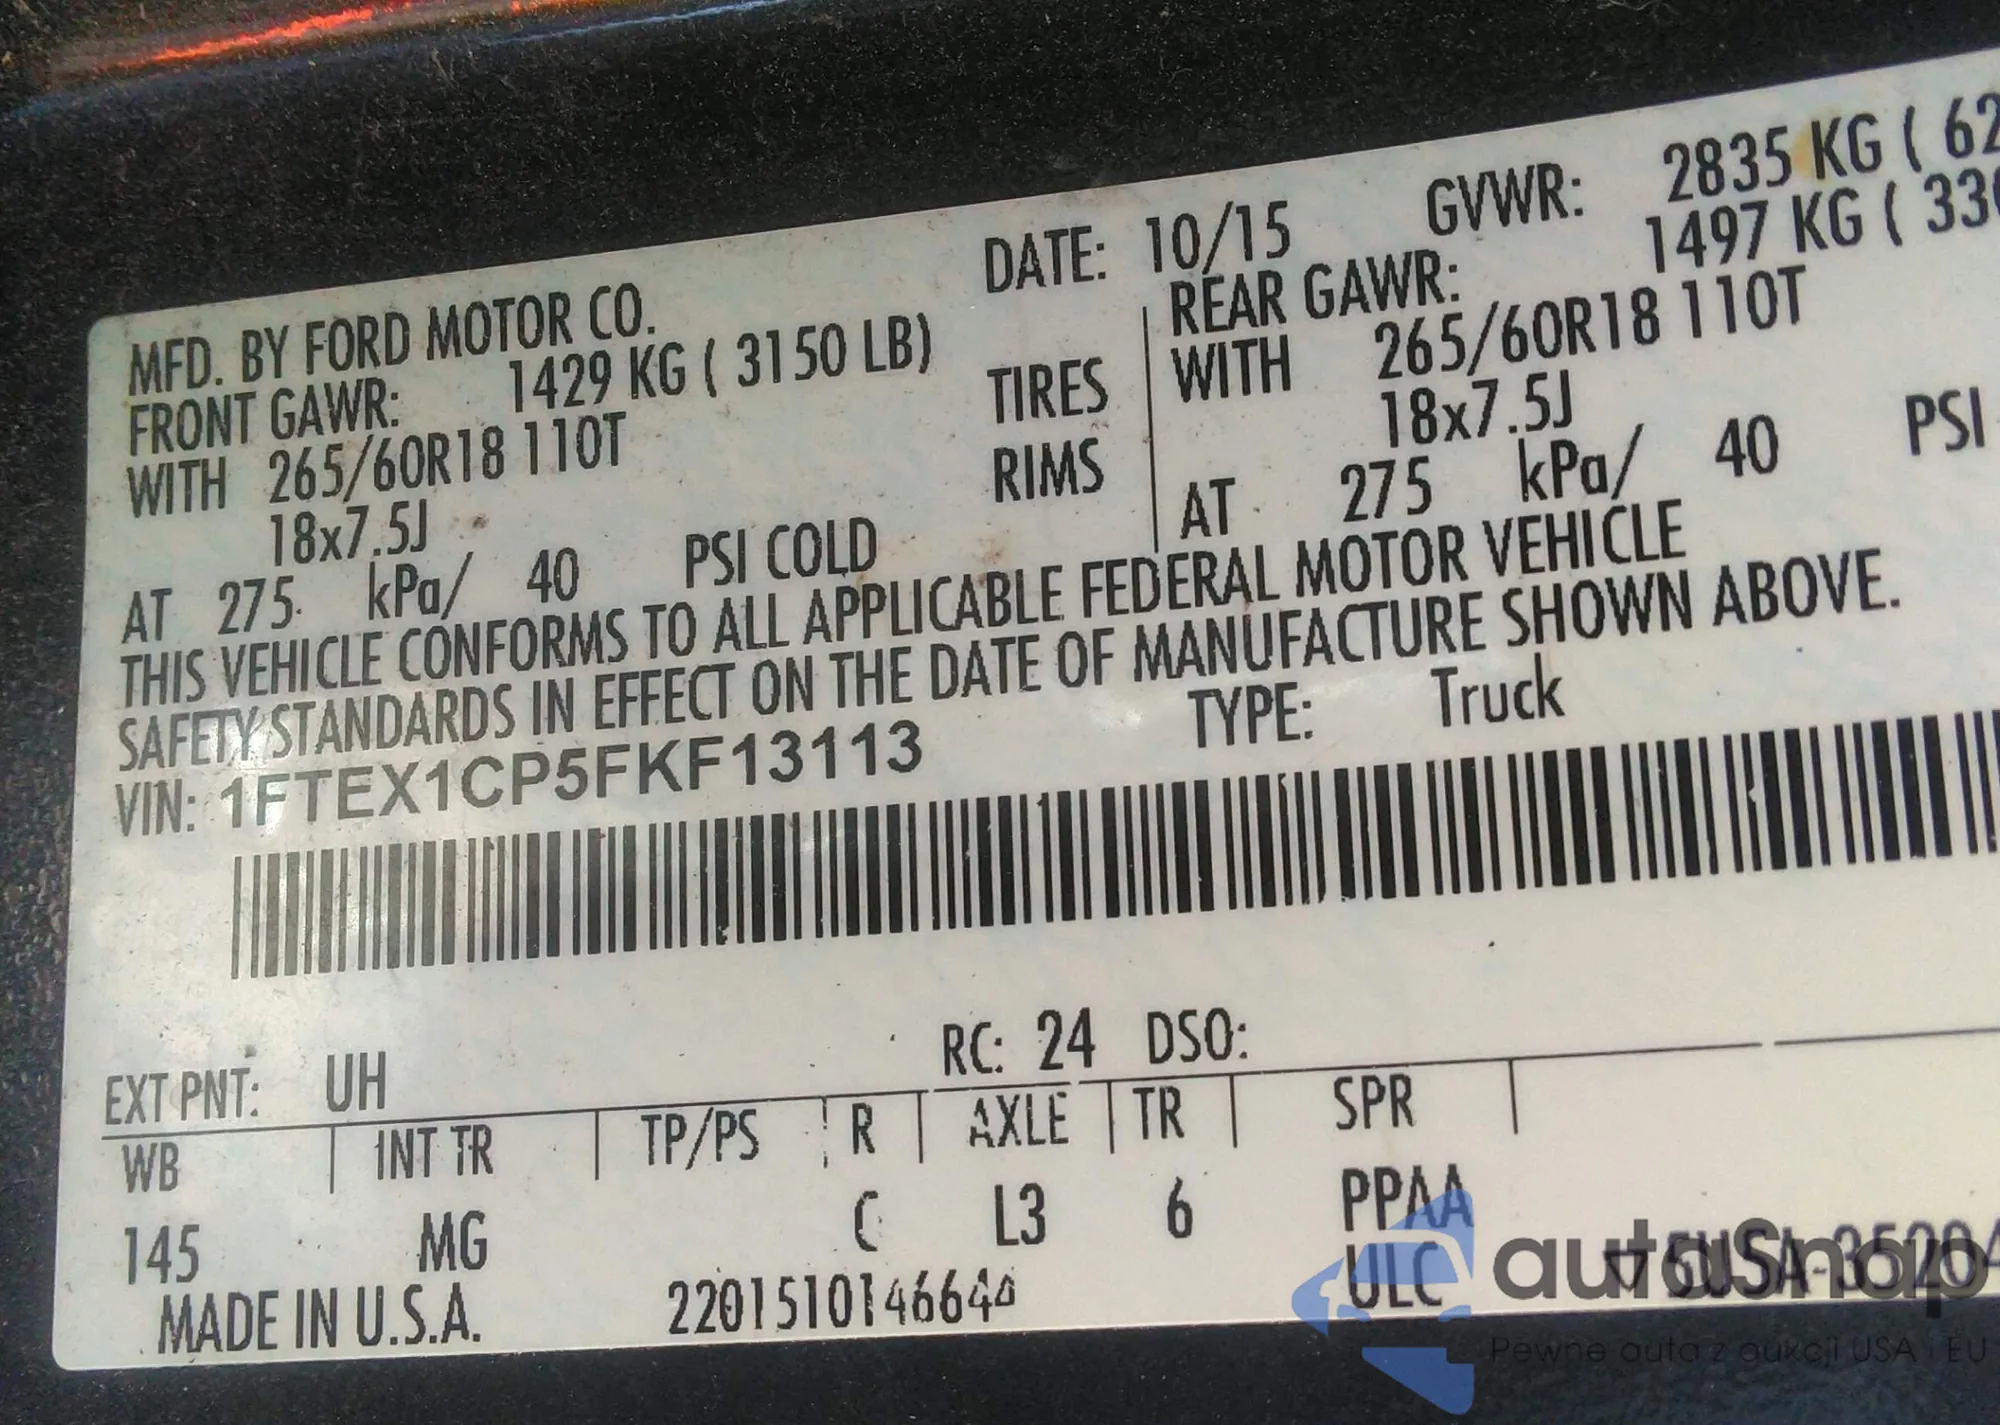 MFD. BY FORD MOTOR CO. DATE: 10/15 GVWR: 2835 KG ( 62
FRONT GAWR: 1429 KG ( 3150 LB) REAR GAWR: 1497 KG ( 330
WITH 265/60R18 110T TIRES WITH 265/60R18 110T
18x7.5J RIMS 18x7.5J
AT 275 kPa/ 40 PSI COLD AT 275 kPa/ 40 PSI
THIS VEHICLE CONFORMS TO ALL APPLICABLE FEDERAL MOTOR VEHICLE
SAFETY STANDARDS IN EFFECT ON THE DATE OF MANUFACTURE SHOWN ABOVE.
VIN: 1FTEX1CP5FKF13113 TYPE: Truck
EXT PNT: UH RC: 24 DSO:
WB INT TR TP/PS R AXLE TR SPR
145 MG C L3 6 PPAA
ULC
MADE IN U.S.A.
autaSnap
Pewne auta z aukcji USA i EU